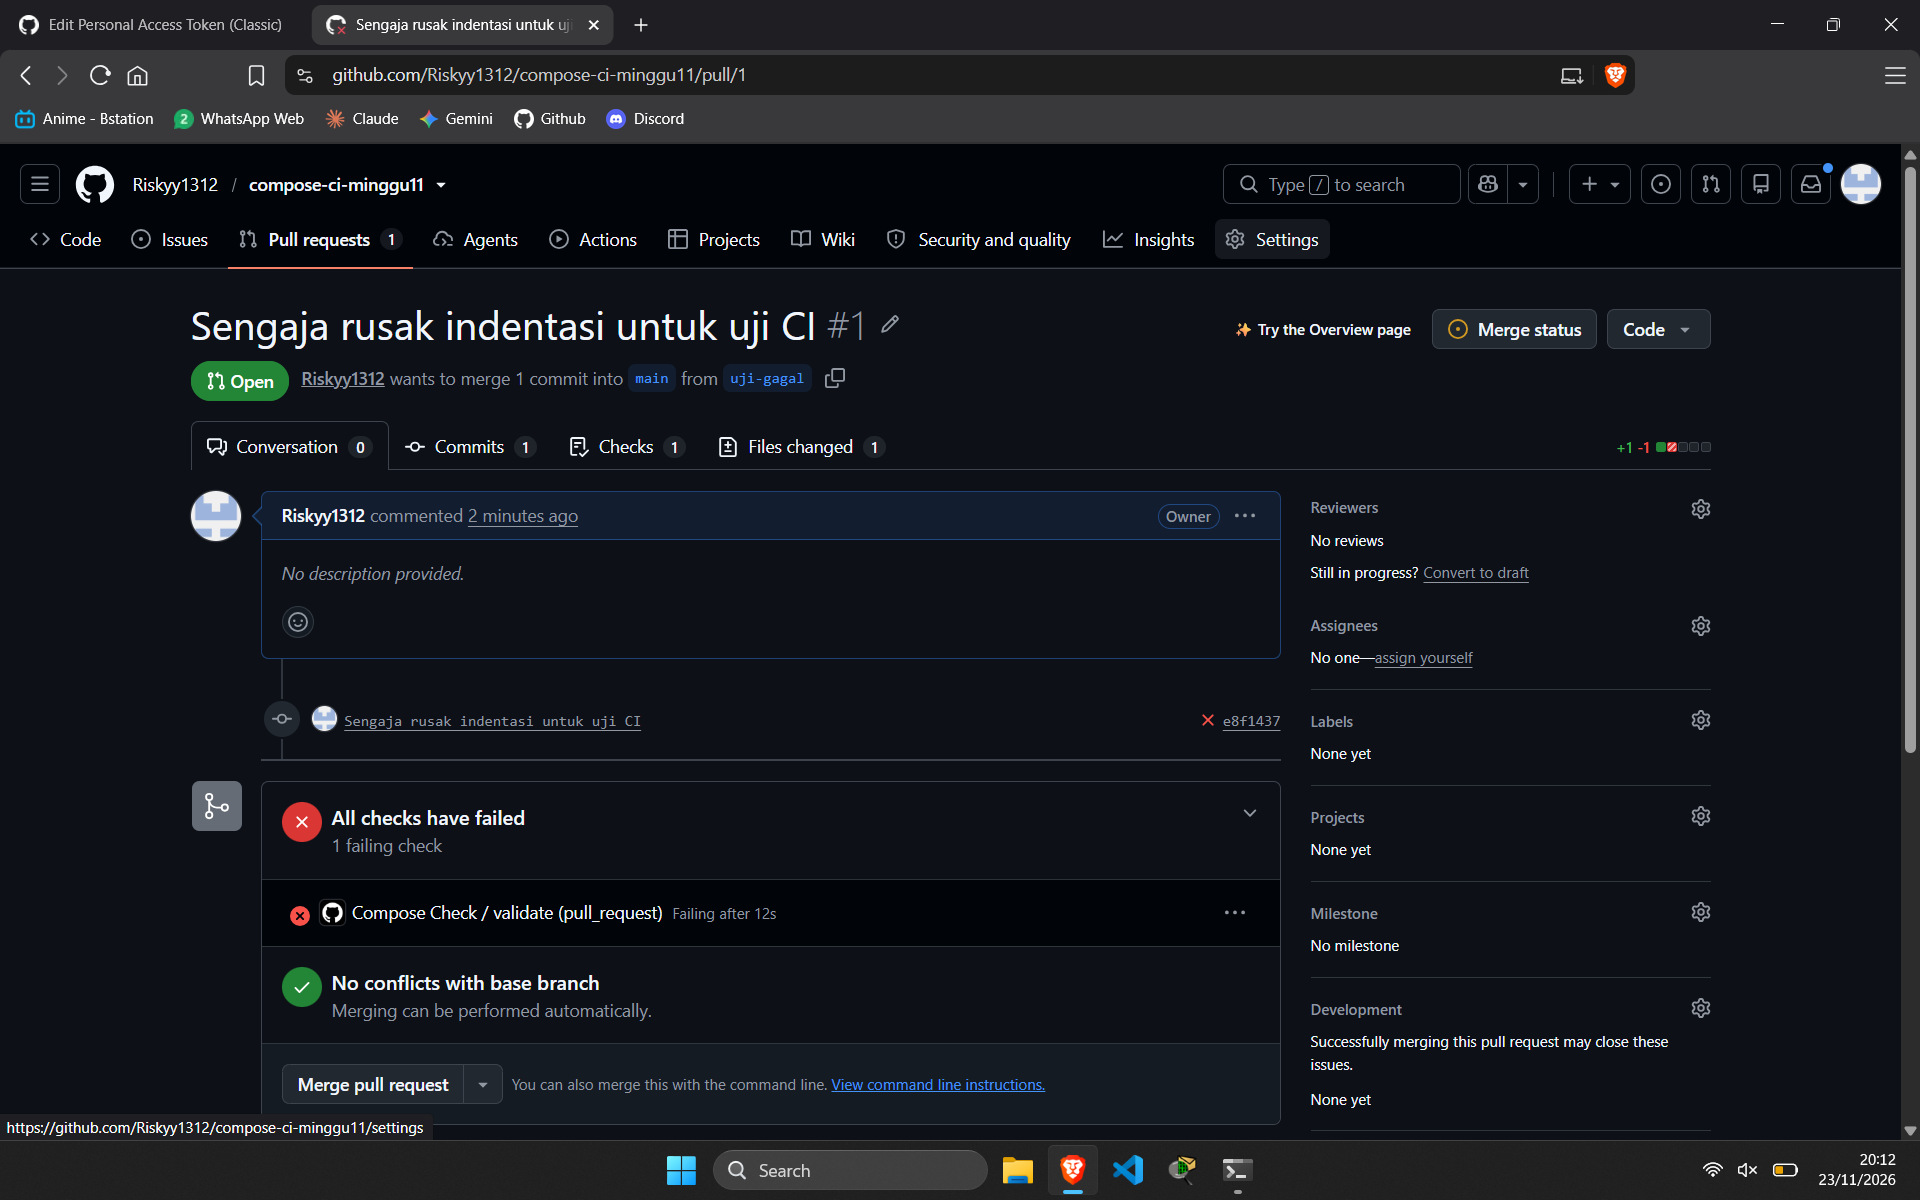 Edit Personal Access Token (Classic)
Sengaja rusak indentasi untuk uj
github.com/Riskyy1312/compose-ci-minggu11/pull/1
Anime - Bstation
2
WhatsApp Web
Claude
Gemini
Github
Discord
Riskyy1312 / compose-ci-minggu11
Type / to search
Code
Issues
Pull requests 1
Agents
Actions
Projects
Wiki
Security and quality
Insights
Settings
Sengaja rusak indentasi untuk uji CI #1
Try the Overview page
Merge status
Code
Open
Riskyy1312 wants to merge 1 commit into main from uji-gagal
Conversation 0
Commits 1
Checks 1
Files changed 1
+1 -1
Riskyy1312 commented 2 minutes ago
Owner
No description provided.
Sengaja rusak indentasi untuk uji CI
e8f1437
All checks have failed
1 failing check
Compose Check / validate (pull_request) Failing after 12s
No conflicts with base branch
Merging can be performed automatically.
Merge pull request
You can also merge this with the command line. View command line instructions.
Reviewers
No reviews
Still in progress? Convert to draft
Assignees
No one—assign yourself
Labels
None yet
Projects
None yet
Milestone
No milestone
Development
Successfully merging this pull request may close these
issues.
None yet
https://github.com/Riskyy1312/compose-ci-minggu11/settings
Search
20:12
23/11/2026